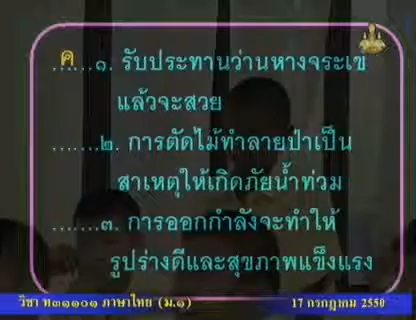 ค
......๑. รับประทานว่านหางจระเข้
แล้วจะสวย
.......๒. การตัดไม้ทำลายป่าเป็น
สาเหตุให้เกิดภัยน้ำท่วม
.......๓. การออกกำลังจะทำให้
รูปร่างดีและสุขภาพแข็งแรง
วิชา ท๓๑๑๐๑ ภาษาไทย (ม.๑)
17 กรกฎาคม 2550